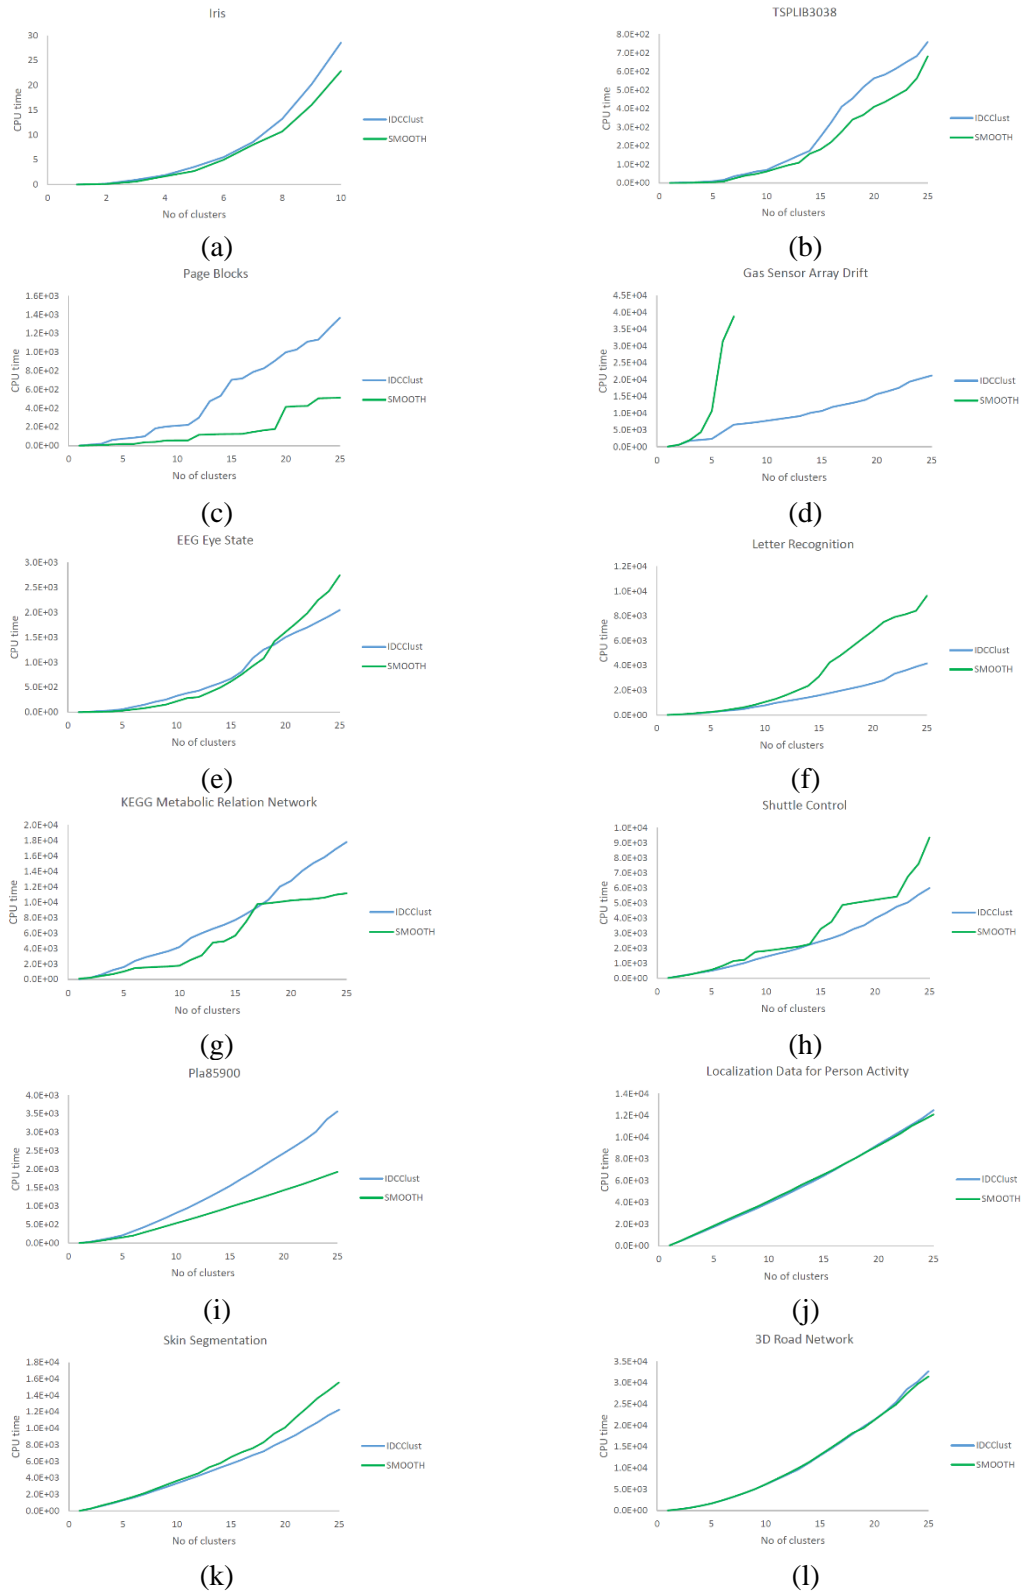 Iris
30
25
20
15
10
5
0
CPU time
0 2 4 6 8 10
No of clusters
IDCClust
SMOOTH
(a)
TSPLIB3038
8.0E+02
7.0E+02
6.0E+02
5.0E+02
4.0E+02
3.0E+02
2.0E+02
1.0E+02
0.0E+00
CPU time
0 5 10 15 20 25
No of clusters
IDCClust
SMOOTH
(b)
Page Blocks
1.6E+03
1.4E+03
1.2E+03
1.0E+03
8.0E+02
6.0E+02
4.0E+02
2.0E+02
0.0E+00
CPU time
0 5 10 15 20 25
No of clusters
IDCClust
SMOOTH
(c)
Gas Sensor Array Drift
4.5E+04
4.0E+04
3.5E+04
3.0E+04
2.5E+04
2.0E+04
1.5E+04
1.0E+04
5.0E+03
0.0E+00
CPU time
0 5 10 15 20 25
No of clusters
IDCClust
SMOOTH
(d)
EEG Eye State
3.0E+03
2.5E+03
2.0E+03
1.5E+03
1.0E+03
5.0E+02
0.0E+00
CPU time
0 5 10 15 20 25
No of clusters
IDCClust
SMOOTH
(e)
Letter Recognition
1.2E+04
1.0E+04
8.0E+03
6.0E+03
4.0E+03
2.0E+03
0.0E+00
CPU time
0 5 10 15 20 25
No of clusters
IDCClust
SMOOTH
(f)
KEGG Metabolic Relation Network
2.0E+04
1.8E+04
1.6E+04
1.4E+04
1.2E+04
1.0E+04
8.0E+03
6.0E+03
4.0E+03
2.0E+03
0.0E+00
CPU time
0 5 10 15 20 25
No of clusters
IDCClust
SMOOTH
(g)
Shuttle Control
1.0E+04
9.0E+03
8.0E+03
7.0E+03
6.0E+03
5.0E+03
4.0E+03
3.0E+03
2.0E+03
1.0E+03
0.0E+00
CPU time
0 5 10 15 20 25
No of clusters
IDCClust
SMOOTH
(h)
Pla85900
4.0E+03
3.5E+03
3.0E+03
2.5E+03
2.0E+03
1.5E+03
1.0E+03
5.0E+02
0.0E+00
CPU time
0 5 10 15 20 25
No of clusters
IDCClust
SMOOTH
(i)
Localization Data for Person Activity
1.4E+04
1.2E+04
1.0E+04
8.0E+03
6.0E+03
4.0E+03
2.0E+03
0.0E+00
CPU time
0 5 10 15 20 25
No of clusters
IDCClust
SMOOTH
(j)
Skin Segmentation
1.8E+04
1.6E+04
1.4E+04
1.2E+04
1.0E+04
8.0E+03
6.0E+03
4.0E+03
2.0E+03
0.0E+00
CPU time
0 5 10 15 20 25
No of clusters
IDCClust
SMOOTH
(k)
3D Road Network
3.5E+04
3.0E+04
2.5E+04
2.0E+04
1.5E+04
1.0E+04
5.0E+03
0.0E+00
CPU time
0 5 10 15 20 25
No of clusters
IDCClust
SMOOTH
(l)